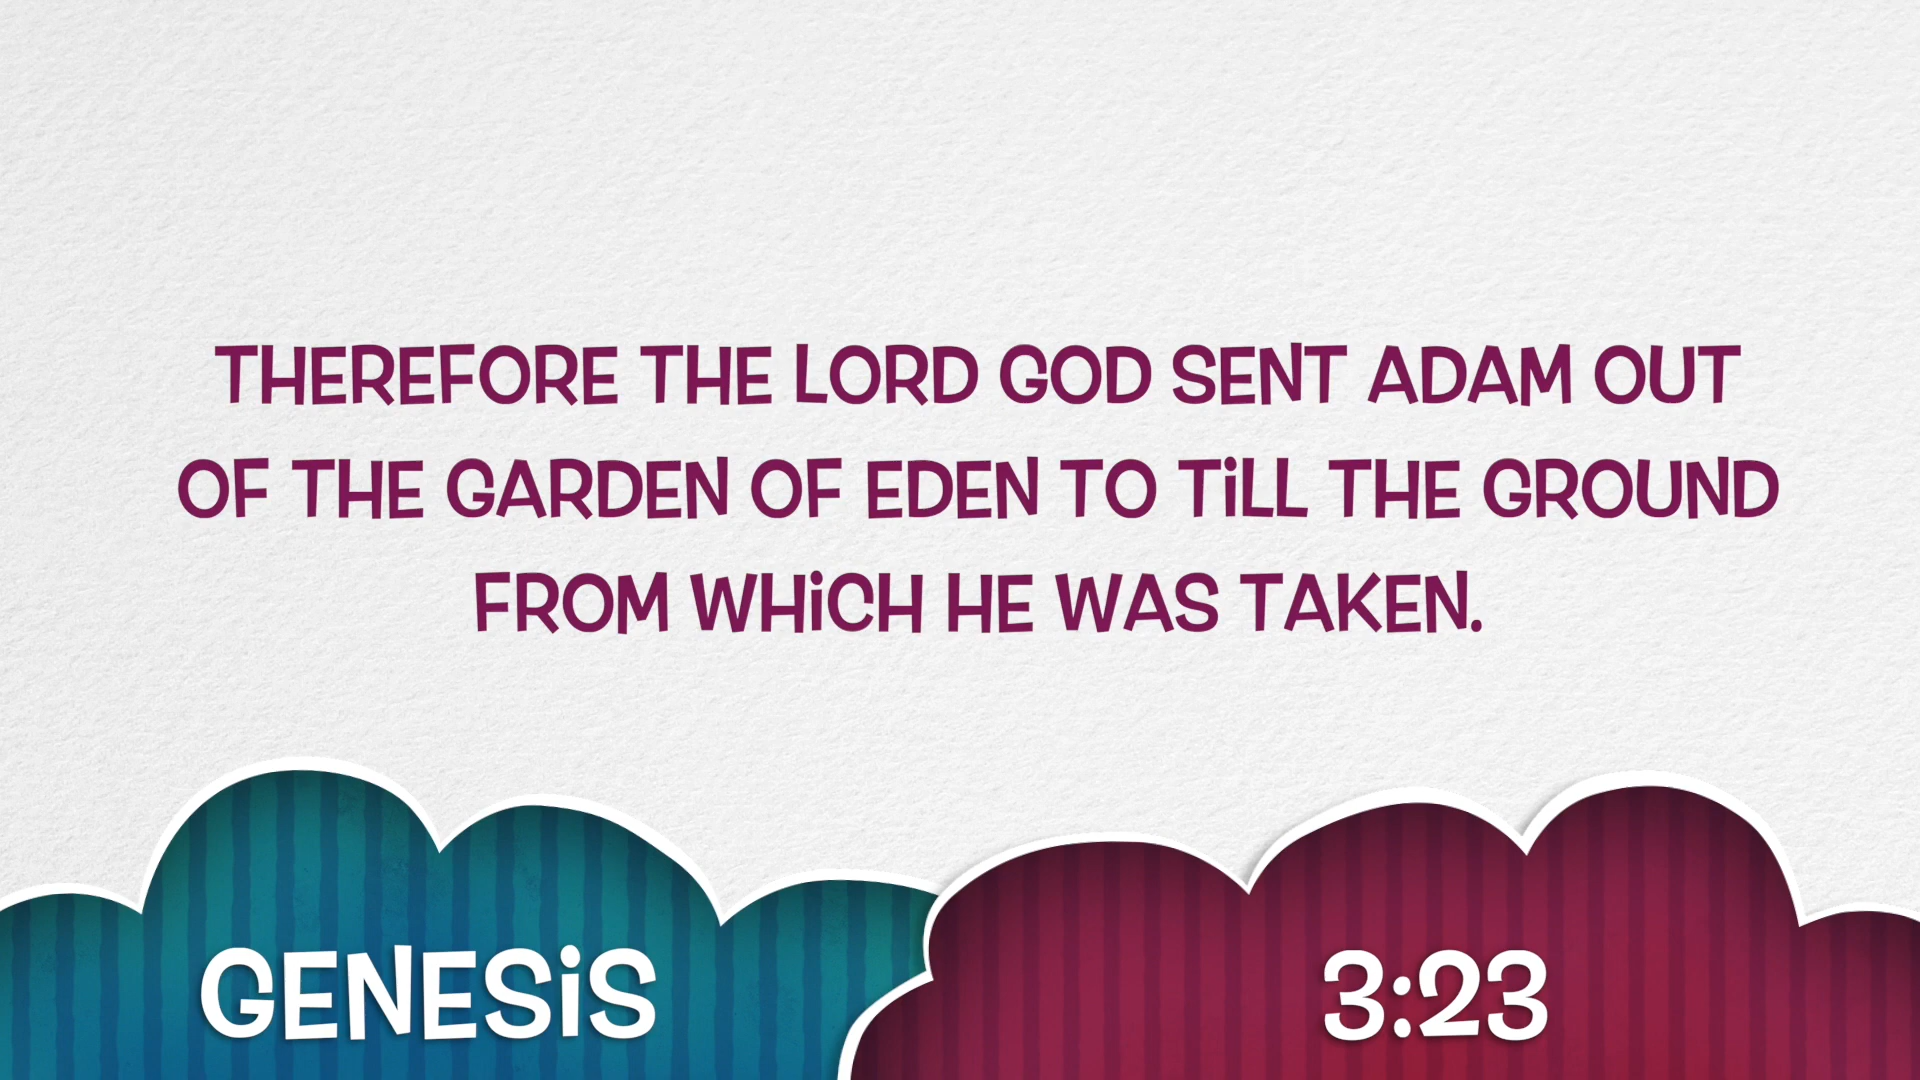 THEREFORE THE LORD GOD SENT ADAM OUT
OF THE GARDEN OF EDEN TO TiLL THE GROUND
FROM WHiCH HE WAS TAKEN.
GENESiS
3:23